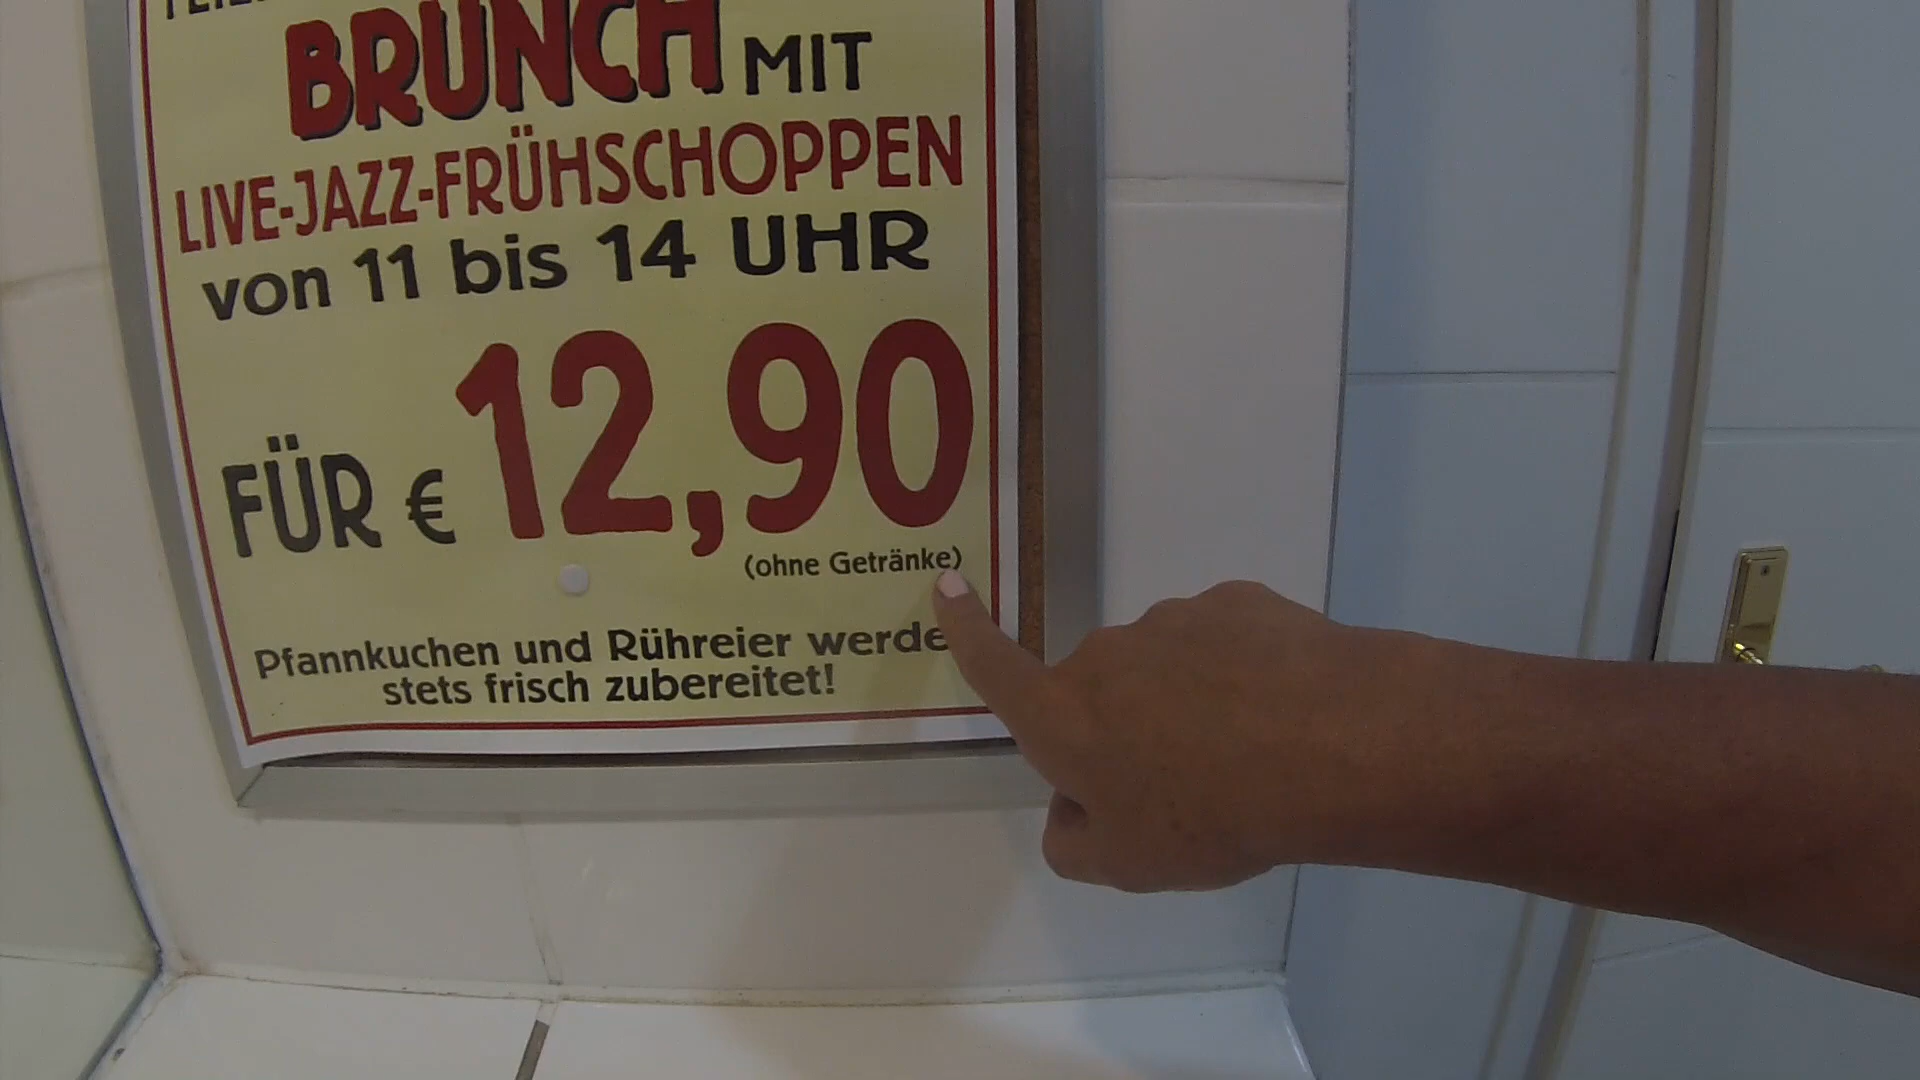 BRUNCH MIT
LIVE-JAZZ-FRÜHSCHOPPEN
von 11 bis 14 UHR
FÜR € 12,90
(ohne Getränke)
Pfannkuchen und Rühreier werde
stets frisch zubereitet!